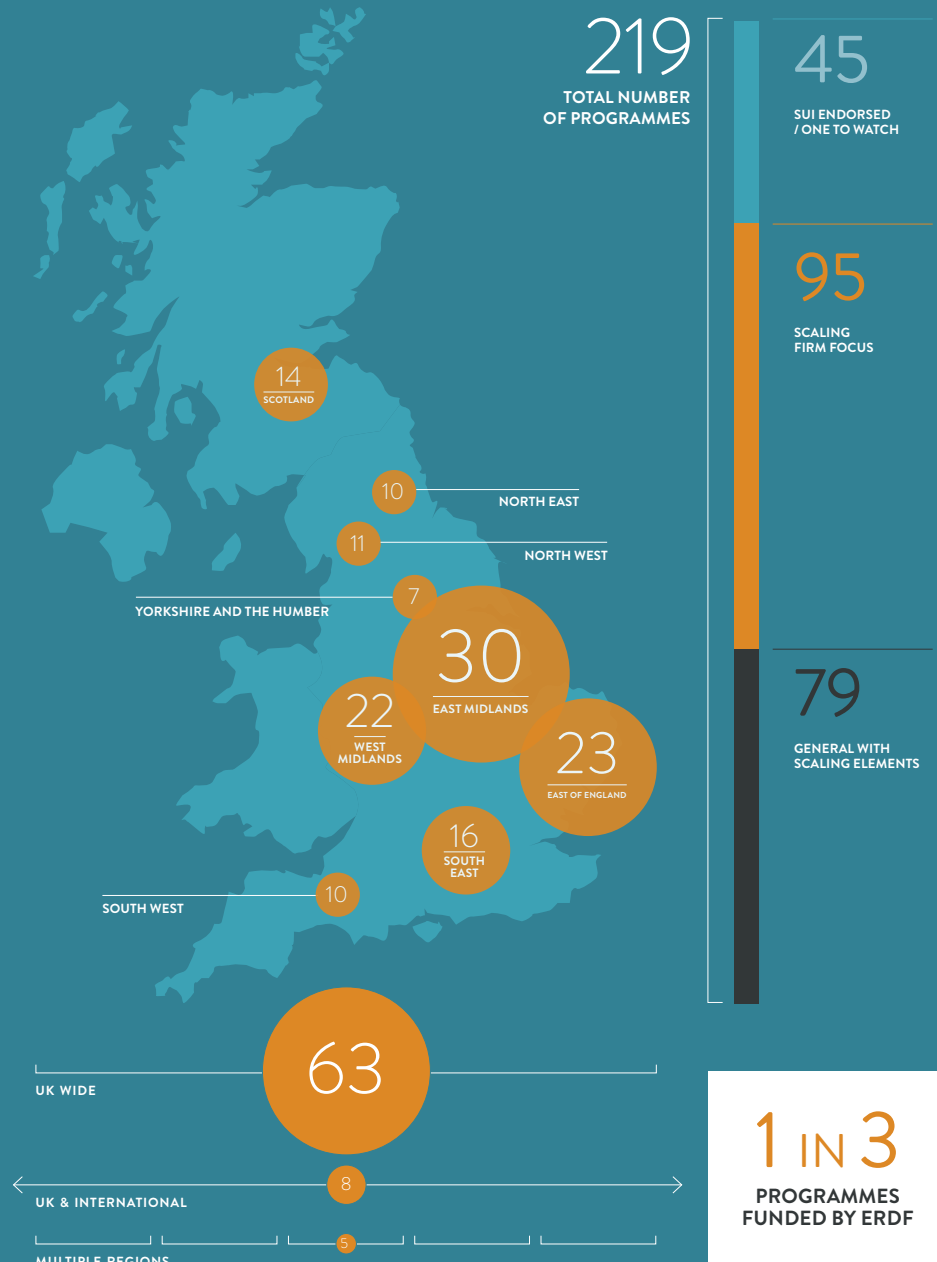 219
TOTAL NUMBER
OF PROGRAMMES
45
SUI ENDORSED
/ ONE TO WATCH
95
SCALING
FIRM FOCUS
79
GENERAL WITH
SCALING ELEMENTS
14
SCOTLAND
10
NORTH EAST
11
NORTH WEST
7
YORKSHIRE AND THE HUMBER
30
EAST MIDLANDS
22
WEST
MIDLANDS
23
EAST OF ENGLAND
16
SOUTH
EAST
10
SOUTH WEST
63
UK WIDE
8
UK & INTERNATIONAL
5
MULTIPLE REGIONS
1 IN 3
PROGRAMMES
FUNDED BY ERDF